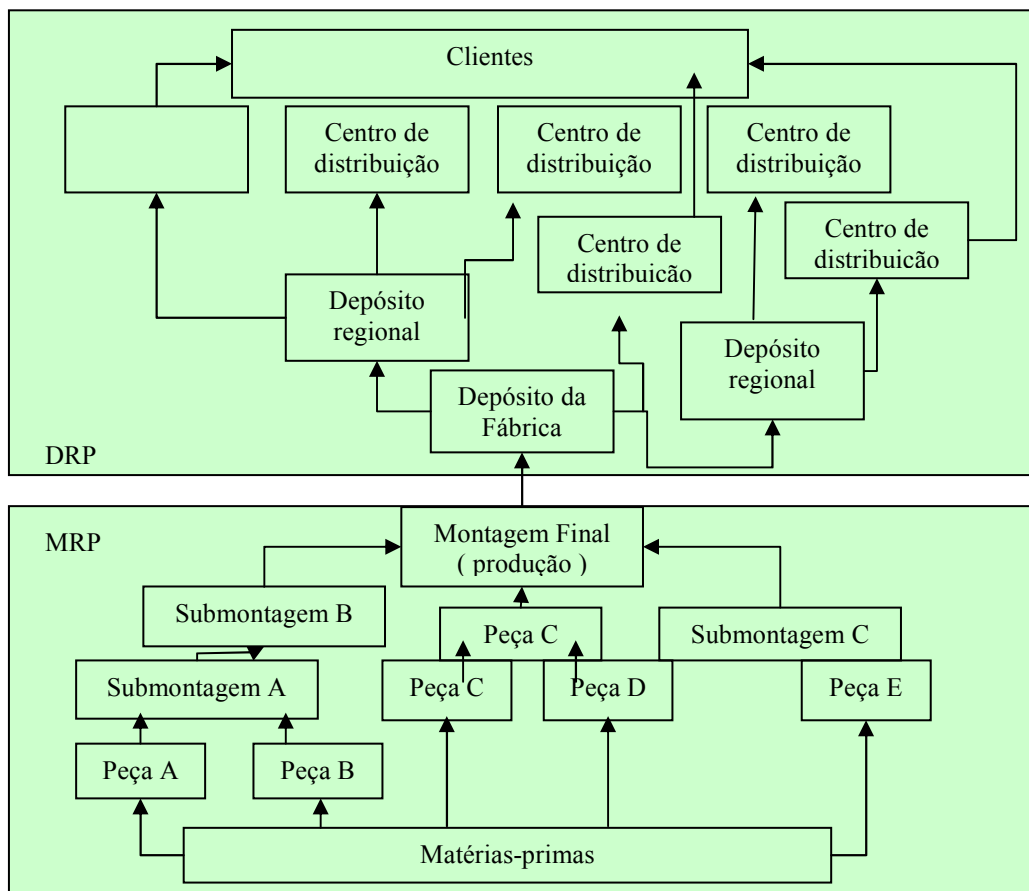 Clientes
Centro de
distribuição
Centro de
distribuição
Centro de
distribuição
Centro de
distribuicão
Centro de
distribuicão
Depósito
regional
Depósito
regional
Depósito da
Fábrica
DRP
MRP
Montagem Final
( produção )
Submontagem B
Peça C
Submontagem C
Submontagem A
Peça C
Peça D
Peça E
Peça A
Peça B
Matérias-primas